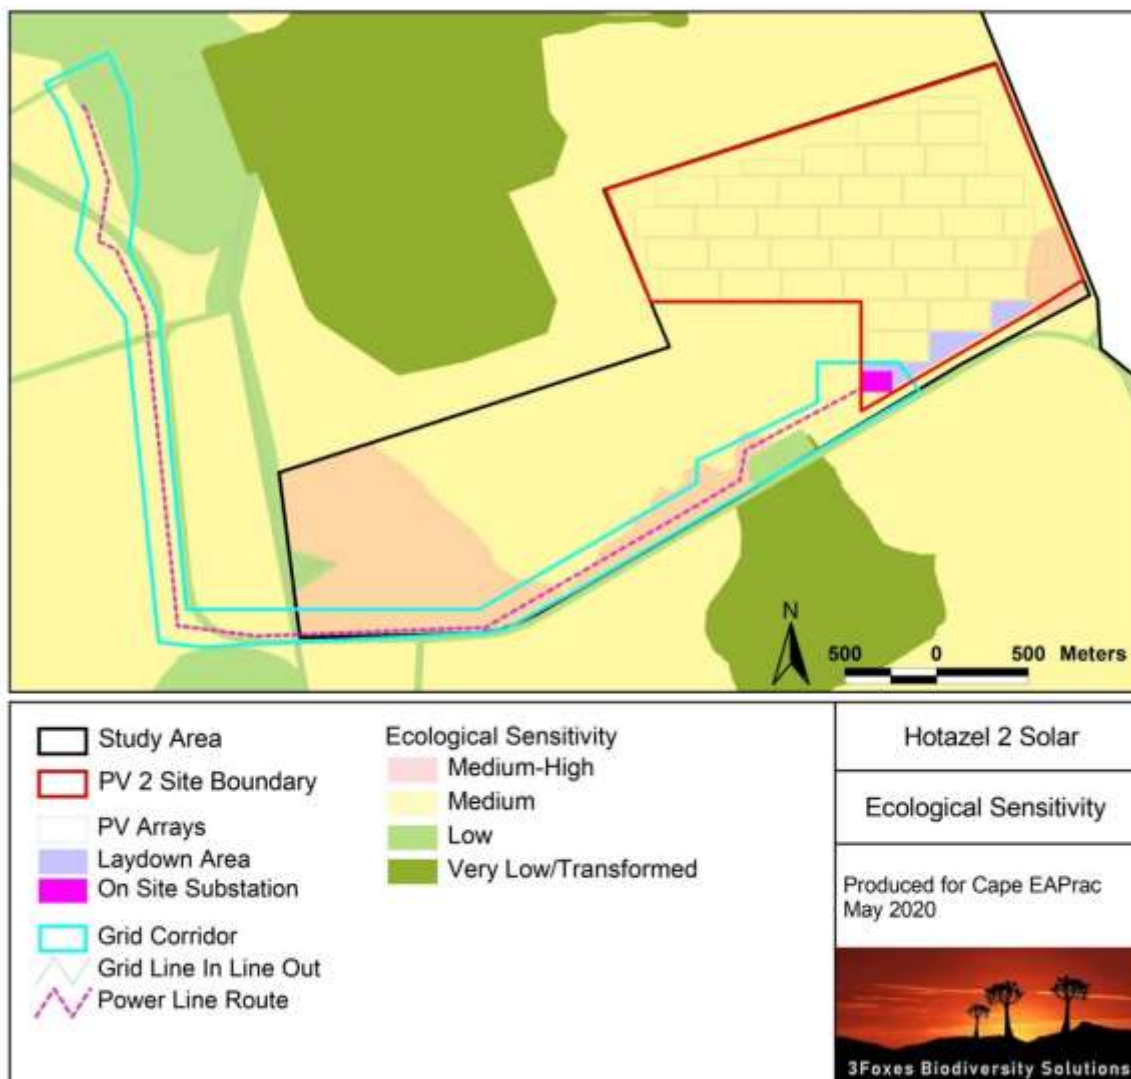 N
500 0 500 Meters
Study Area
PV 2 Site Boundary
PV Arrays
Laydown Area
On Site Substation
Grid Corridor
Grid Line In Line Out
Power Line Route
Ecological Sensitivity
Medium-High
Medium
Low
Very Low/Transformed
Hotazel 2 Solar
Ecological Sensitivity
Produced for Cape EAPrac
May 2020
3Foxes Biodiversity Solutions